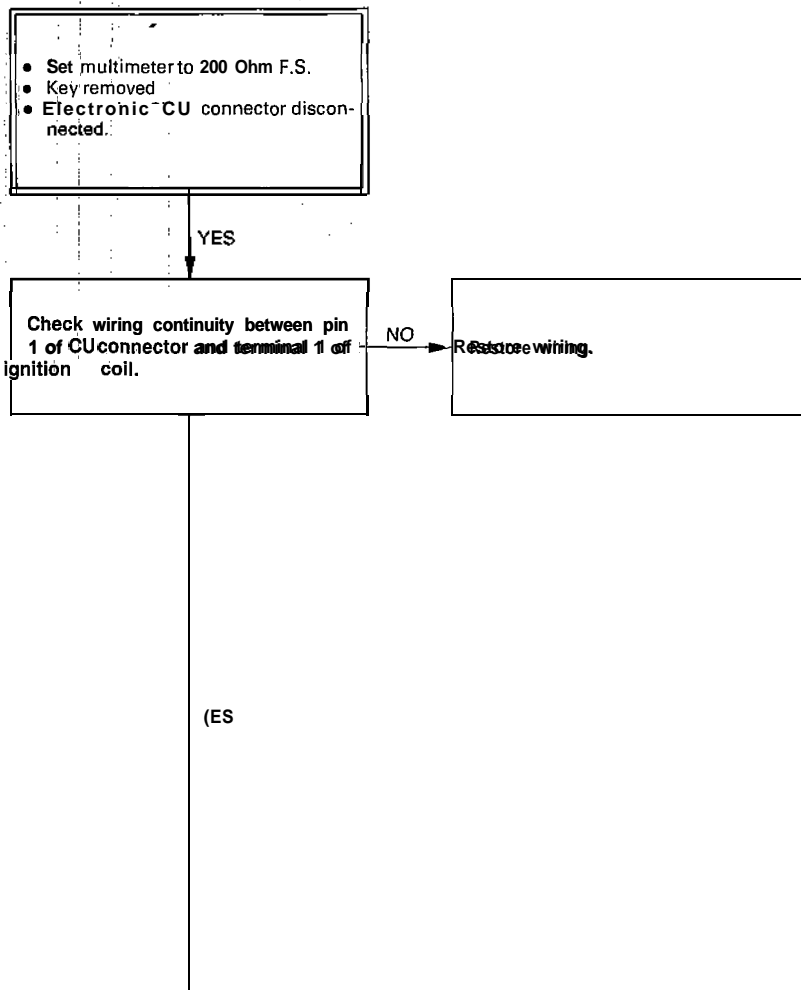 • Set multimeter to 200 Ohm F.S.
• Key removed
• Electronic CU connector discon-
nected.
YES
Check wiring continuity between pin
1 of CU connector and terminal 1 of
ignition coil.
NO
Restore wiring.
(ES